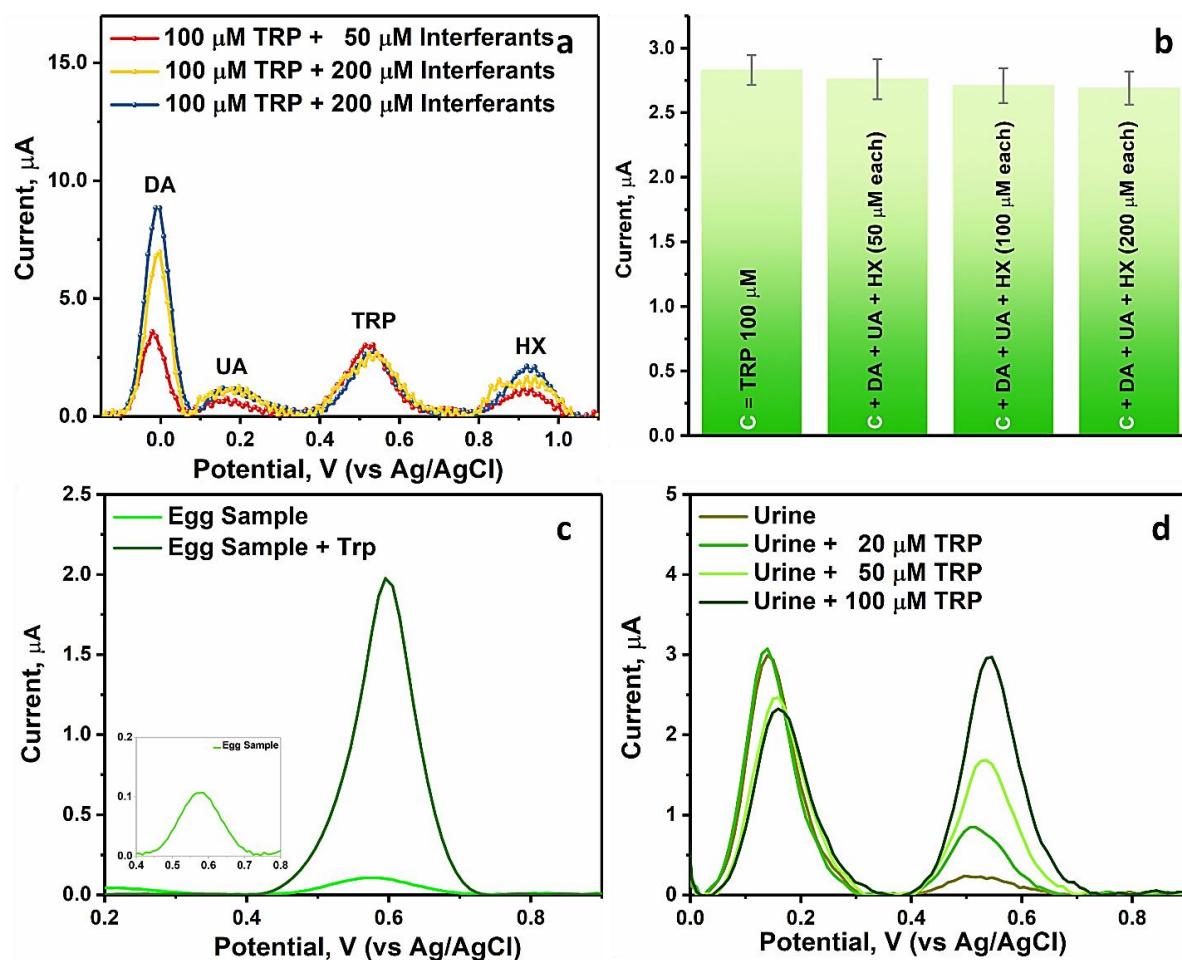 a
100 μM TRP + 50 μM Interferants
100 μM TRP + 200 μM Interferants
100 μM TRP + 200 μM Interferants
15.0
10.0
5.0
0.0
Current, μA
DA
UA
TRP
HX
0.0 0.2 0.4 0.6 0.8 1.0
Potential, V (vs Ag/AgCl)
b
3.0
2.5
2.0
1.5
1.0
0.5
0.0
Current, μA
C = TRP 100 μM
C + DA + UA + HX (50 μM each)
C + DA + UA + HX (100 μM each)
C + DA + UA + HX (200 μM each)
c
Egg Sample
Egg Sample + Trp
2.5
2.0
1.5
1.0
0.5
0.0
Current, μA
Egg Sample
0.2
0.1
0.0
0.4 0.5 0.6 0.7 0.8
0.2 0.4 0.6 0.8
Potential, V (vs Ag/AgCl)
d
Urine
Urine + 20 μM TRP
Urine + 50 μM TRP
Urine + 100 μM TRP
5
4
3
2
1
0
Current, μA
0.0 0.2 0.4 0.6 0.8
Potential, V (vs Ag/AgCl)